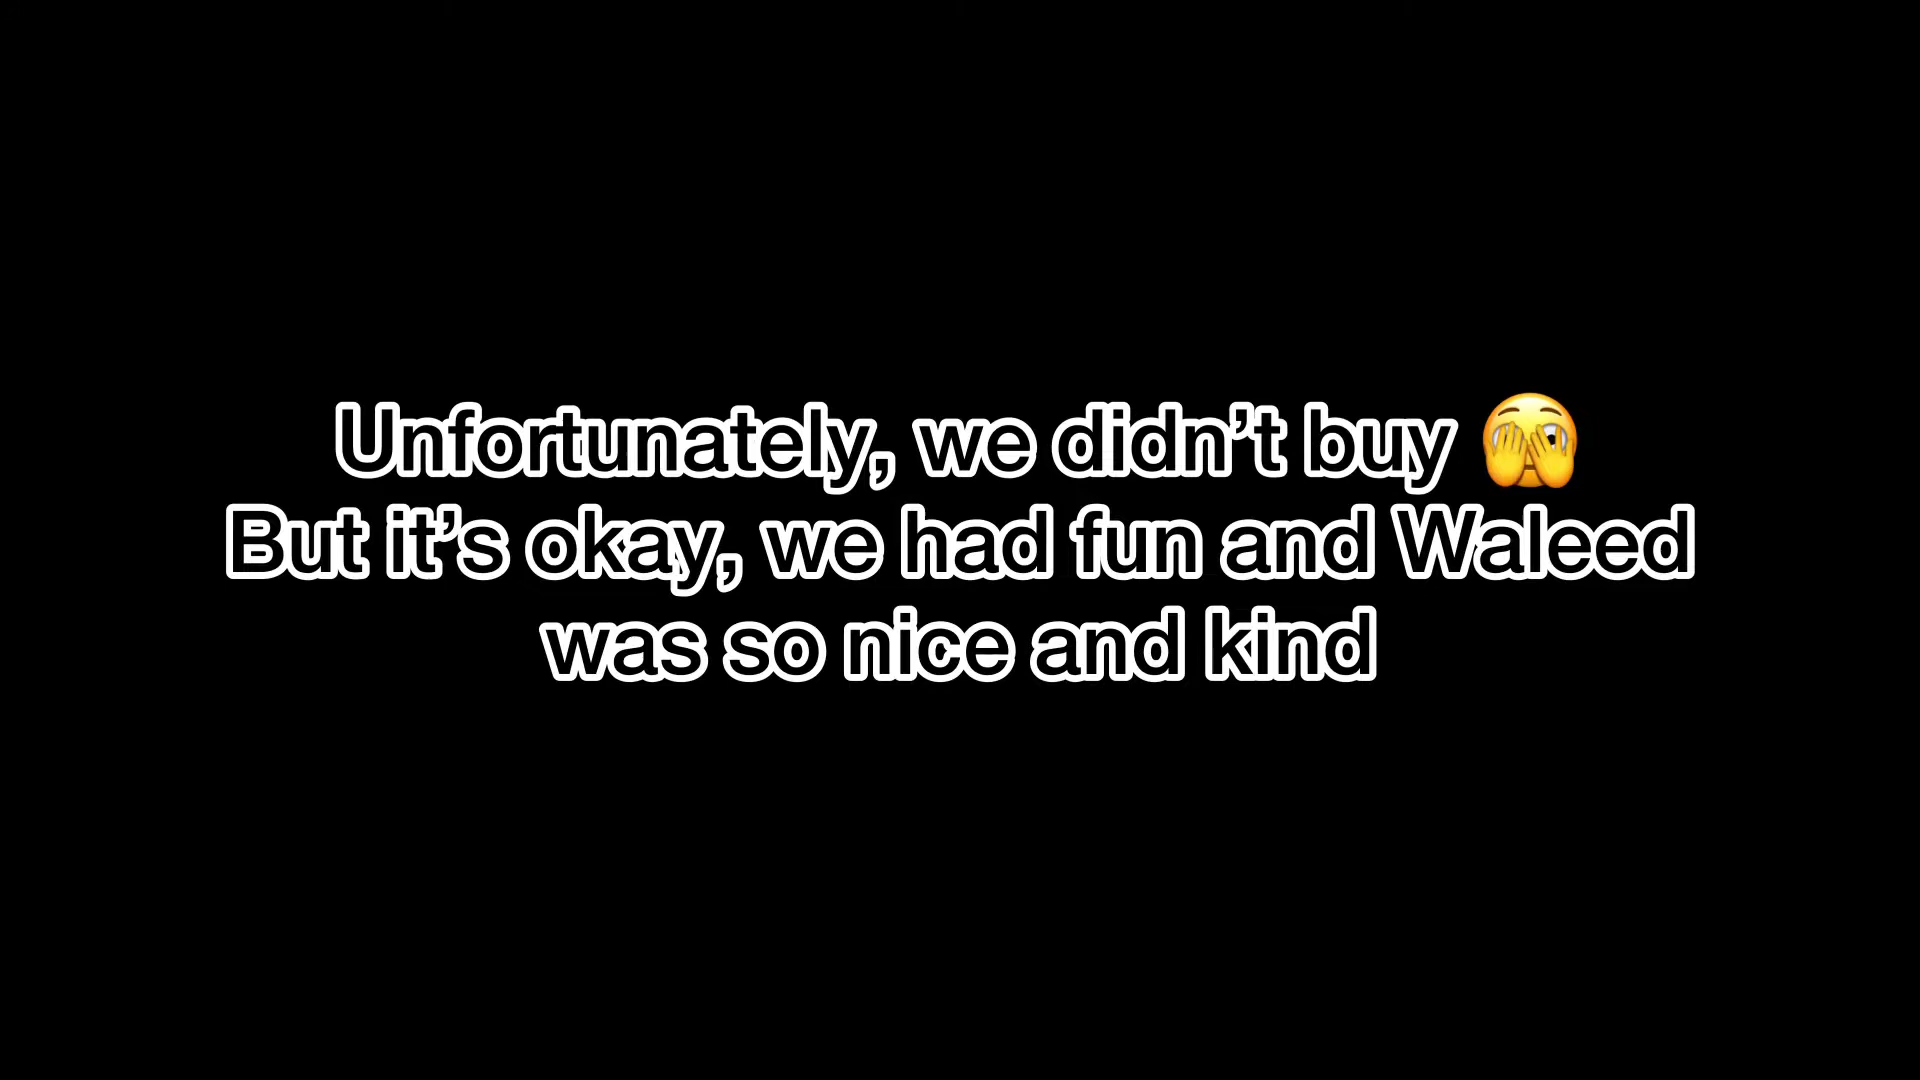 Unfortunately, we didn’t buy 🫣
But it’s okay, we had fun and Waleed
was so nice and kind